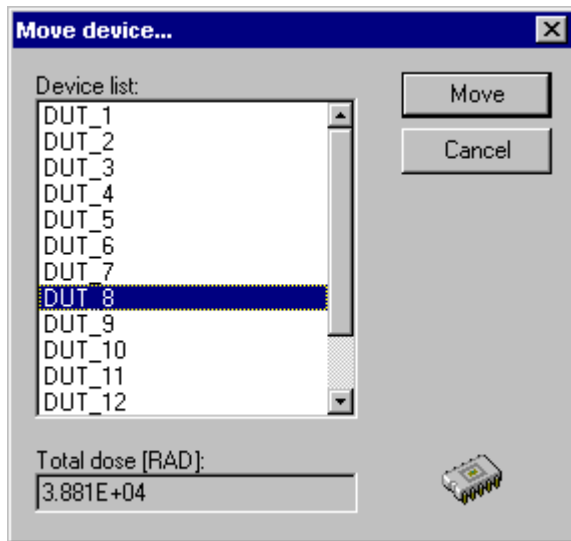 Move device...
Device list:
DUT_1
DUT_2
DUT_3
DUT_4
DUT_5
DUT_6
DUT_7
DUT_8
DUT_9
DUT_10
DUT_11
DUT_12
Move
Cancel
Total dose [RAD]:
3.881E+04